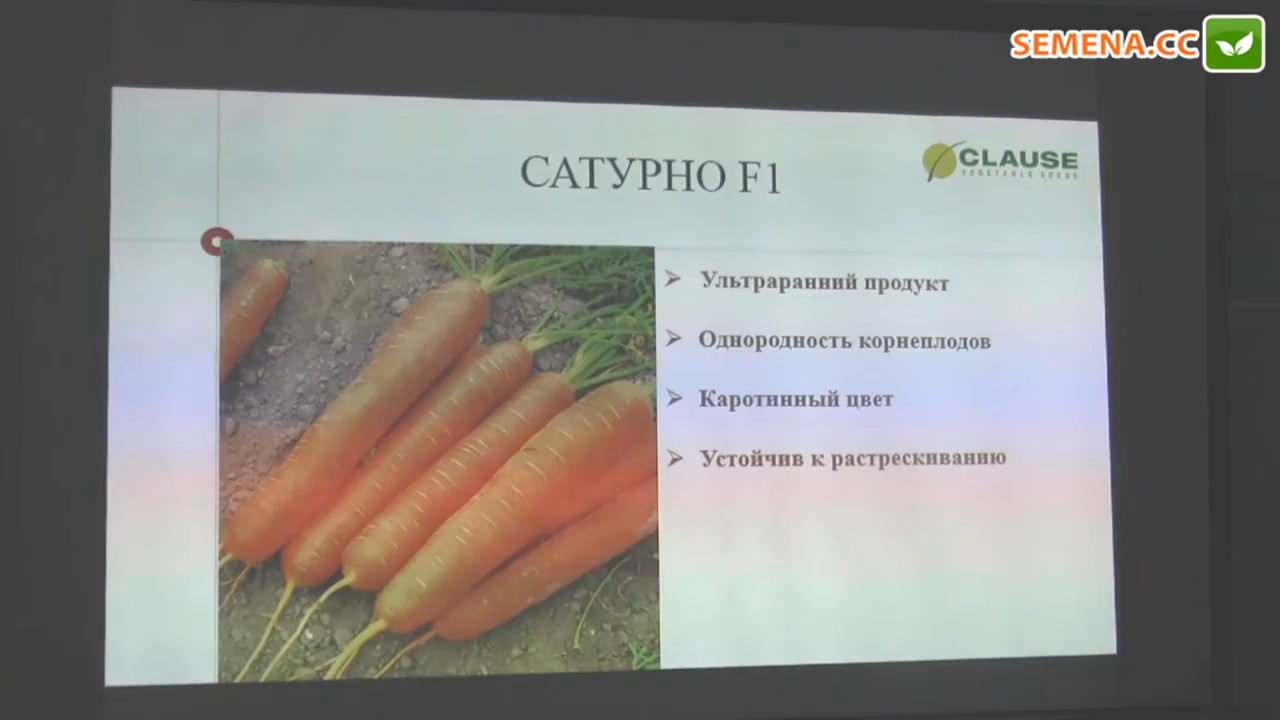 SEMENA.CC
САТУРНО F1
CLAUSE
VEGETABLE SEEDS
Ультраранний продукт
Однородность корнеплодов
Каротинный цвет
Устойчив к растрескиванию